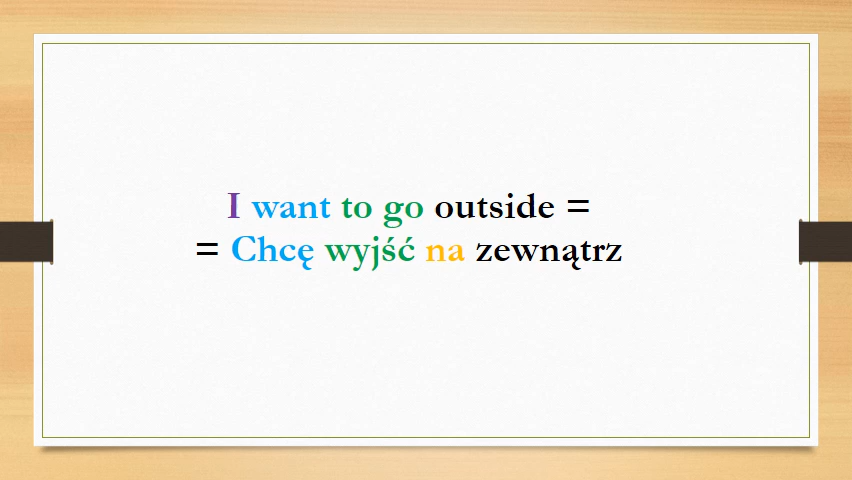 I want to go outside =
= Chcę wyjść na zewnątrz